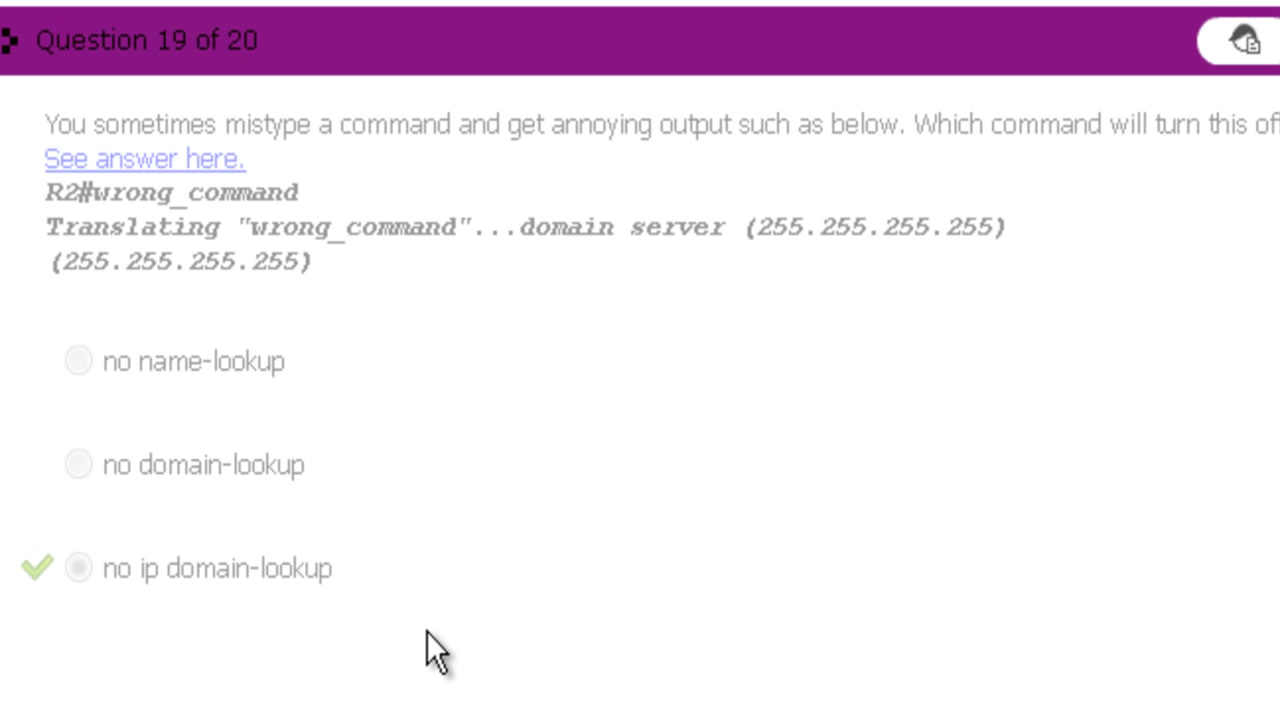 Question 19 of 20
You sometimes mistype a command and get annoying output such as below. Which command will turn this of
See answer here.
R2#wrong_command
Translating "wrong_command"...domain server (255.255.255.255)
(255.255.255.255)
no name-lookup
no domain-lookup
no ip domain-lookup